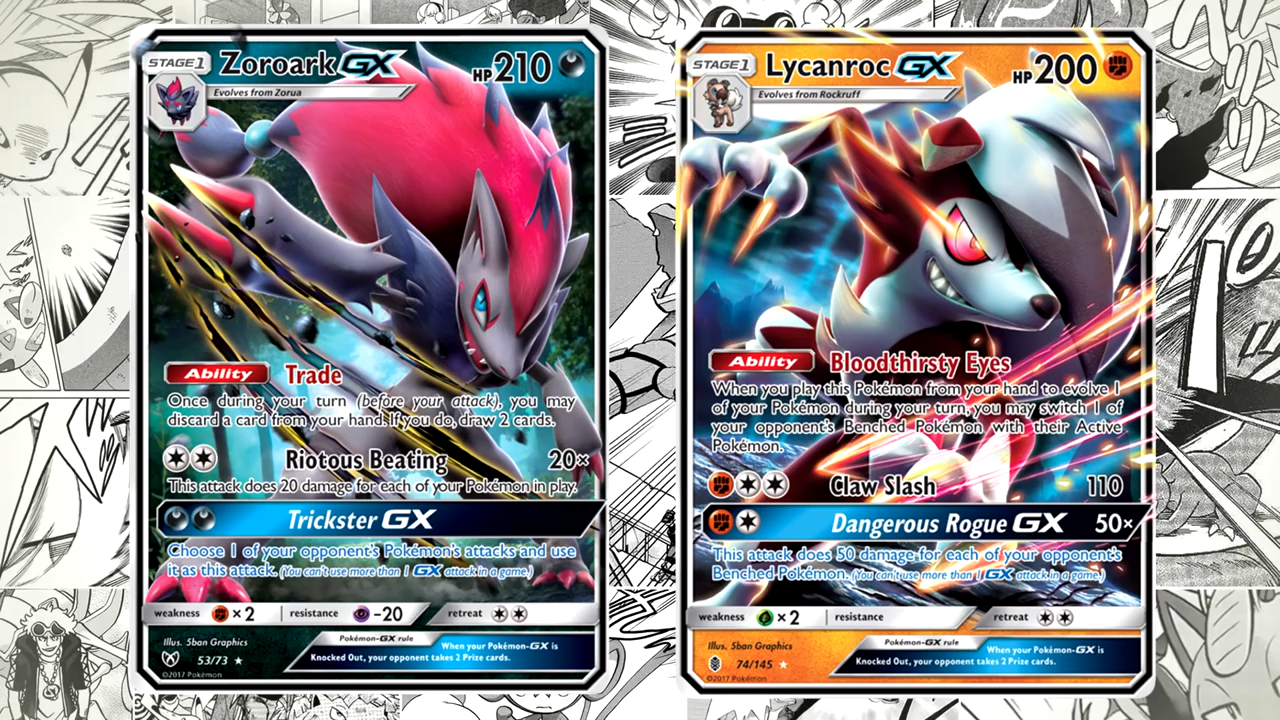 STAGE1
Zoroark GX
HP210
Evolves from Zorua
Ability Trade
Once during your turn (before your attack), you may
discard a card from your hand. If you do, draw 2 cards.
Riotous Beating 20×
This attack does 20 damage for each of your Pokémon in play.
Trickster GX
Choose 1 of your opponent's Pokémon's attacks and use
it as this attack. (You can't use more than 1 GX attack in a game.)
weakness ×2 resistance -20 retreat
Illus. 5ban Graphics
53/73
©2017 Pokémon
Pokémon-GX rule
When your Pokémon-GX is
Knocked Out, your opponent takes 2 Prize cards.
STAGE1
Lycanroc GX
HP200
Evolves from Rockruff
Ability Bloodthirsty Eyes
When you play this Pokémon from your hand to evolve 1
of your Pokémon during your turn, you may switch 1 of
your opponent's Benched Pokémon with their Active
Pokémon.
Claw Slash 110
Dangerous Rogue GX 50×
This attack does 50 damage for each of your opponent's
Benched Pokémon. (You can't use more than 1 GX attack in a game.)
weakness ×2 resistance retreat
Illus. 5ban Graphics
74/145
©2017 Pokémon
Pokémon-GX rule
When your Pokémon-GX is
Knocked Out, your opponent takes 2 Prize cards.